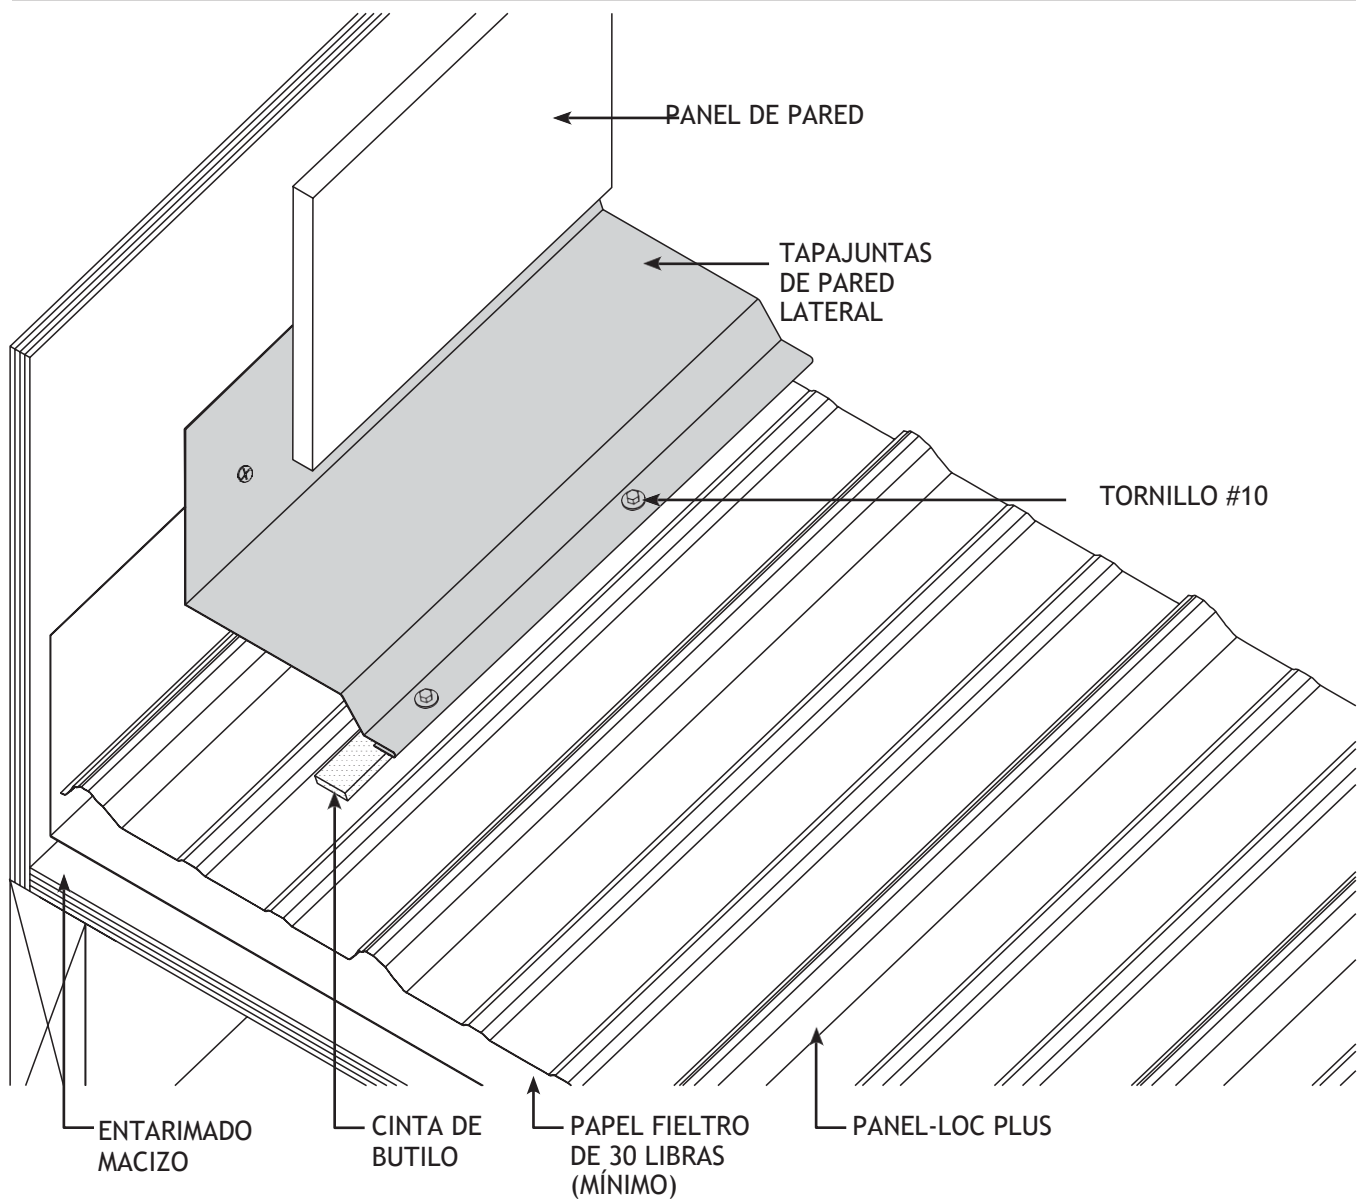 PANEL DE PARED
TAPAJUNTAS
DE PARED
LATERAL
TORNILLO #10
ENTARIMADO
MACIZO
CINTA DE
BUTILO
PAPEL FIELTRO
DE 30 LIBRAS
(MÍNIMO)
PANEL-LOC PLUS